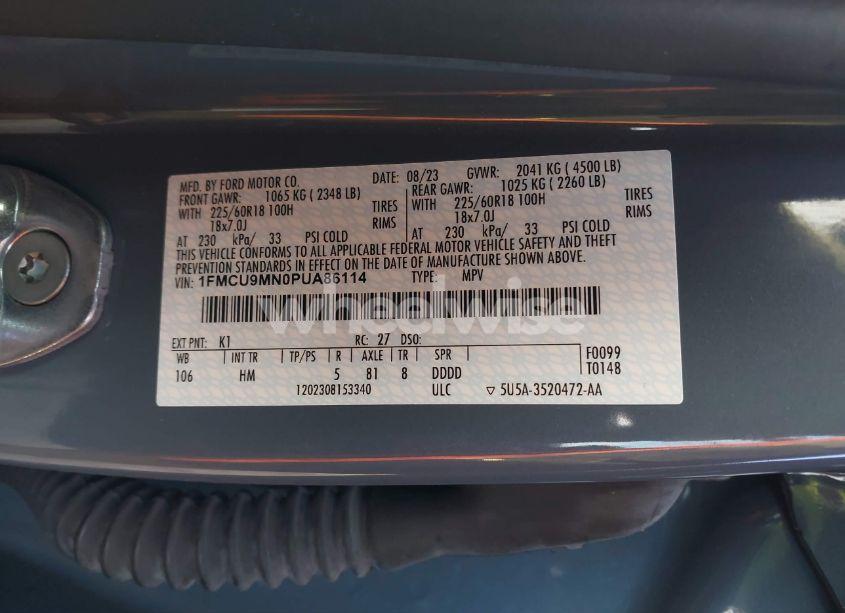 MFD. BY FORD MOTOR CO. DATE: 08/23 GVWR: 2041 KG ( 4500 LB)
FRONT GAWR: 1065 KG ( 2348 LB) REAR GAWR: 1025 KG ( 2260 LB)
WITH 225/60R18 100H TIRES WITH 225/60R18 100H TIRES
18x7.0J RIMS 18x7.0J RIMS
AT 230 kPa/ 33 PSI COLD AT 230 kPa/ 33 PSI COLD
THIS VEHICLE CONFORMS TO ALL APPLICABLE FEDERAL MOTOR VEHICLE SAFETY AND THEFT
PREVENTION STANDARDS IN EFFECT ON THE DATE OF MANUFACTURE SHOWN ABOVE.
VIN: 1FMCU9MN0PUA86114 TYPE: MPV
wheelwise
EXT PNT: K1 RC: 27 DSO:
WB INT TR TP/PS R AXLE TR SPR F0099
106 HM 5 81 8 DDDD T0148
1202308153340 ULC ▽ 5U5A-3520472-AA